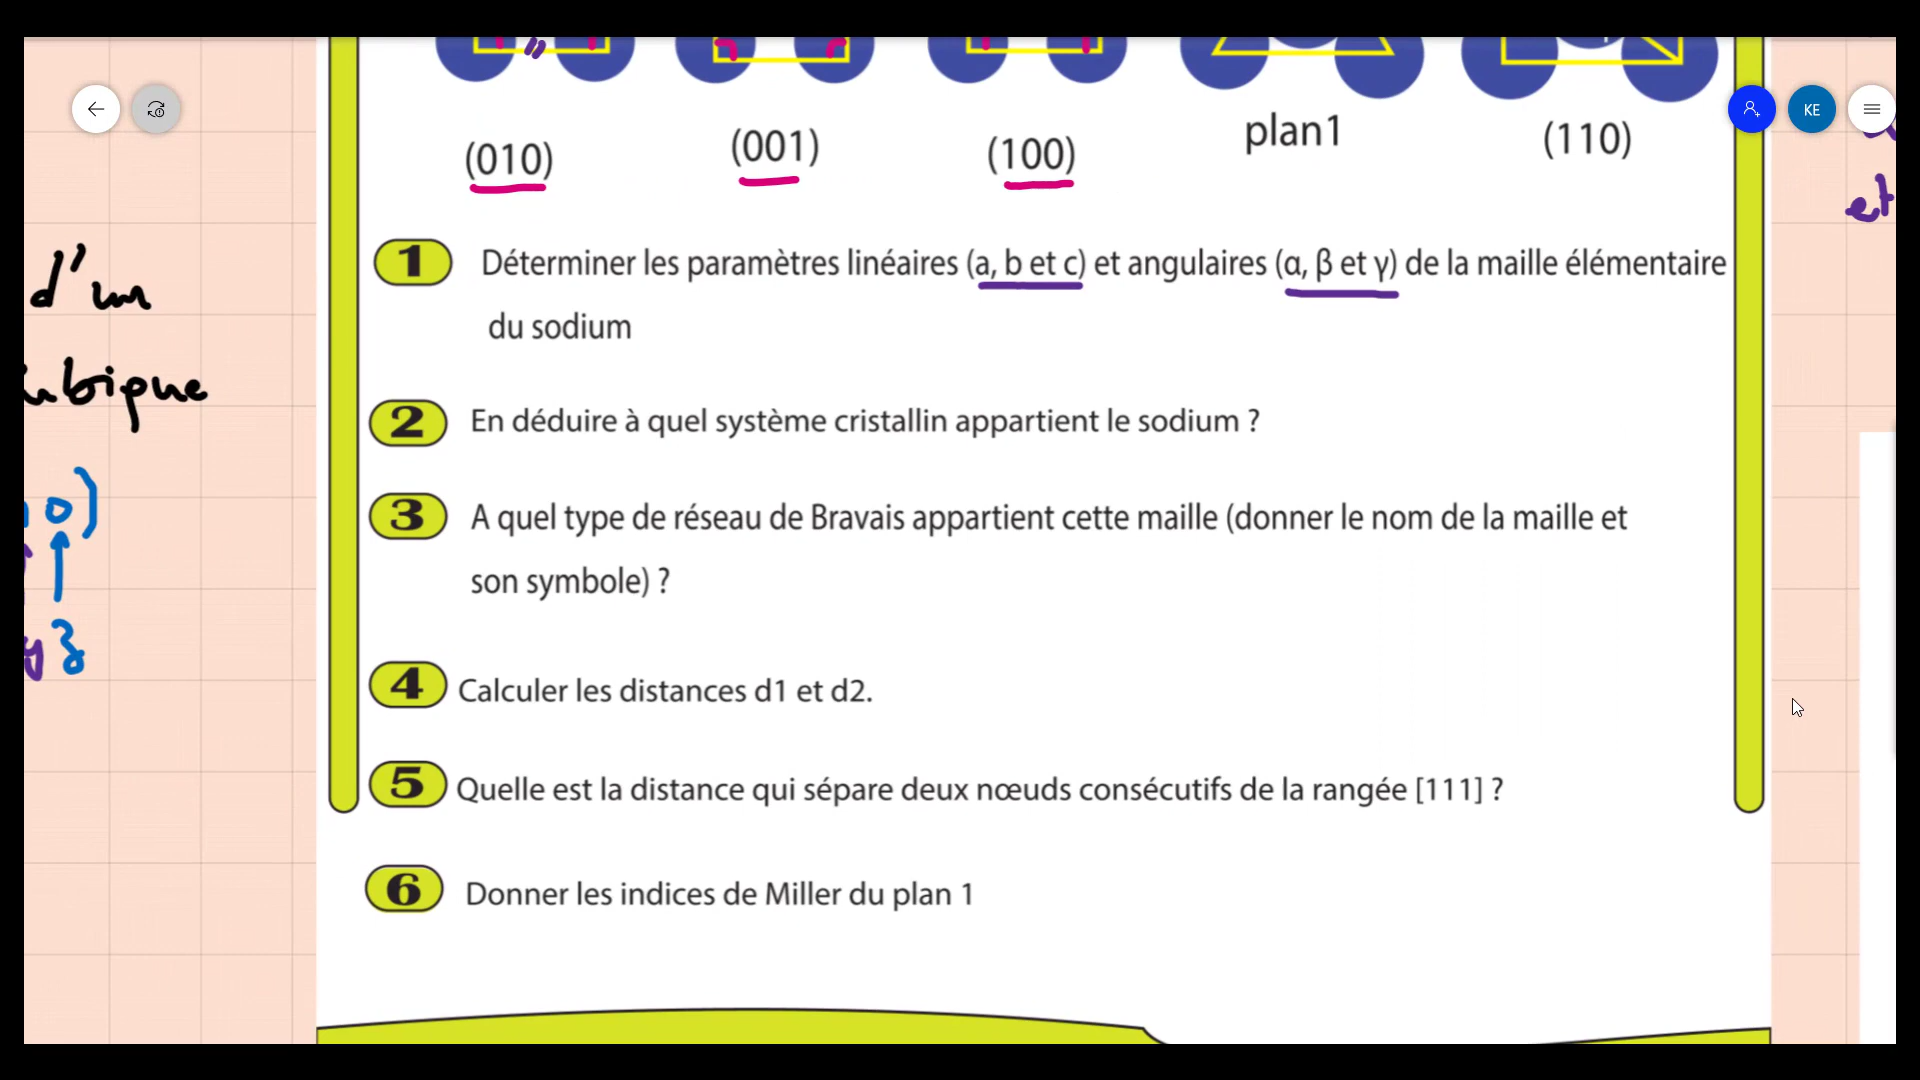 (010) (001) (100) plan1 (110)
KE
et
1 Déterminer les paramètres linéaires (a, b et c) et angulaires (α, β et γ) de la maille élémentaire
du sodium
d'un
2 En déduire à quel système cristallin appartient le sodium ?
3 A quel type de réseau de Bravais appartient cette maille (donner le nom de la maille et
son symbole) ?
0)
y z
4 Calculer les distances d1 et d2.
5 Quelle est la distance qui sépare deux nœuds consécutifs de la rangée [111] ?
6 Donner les indices de Miller du plan 1